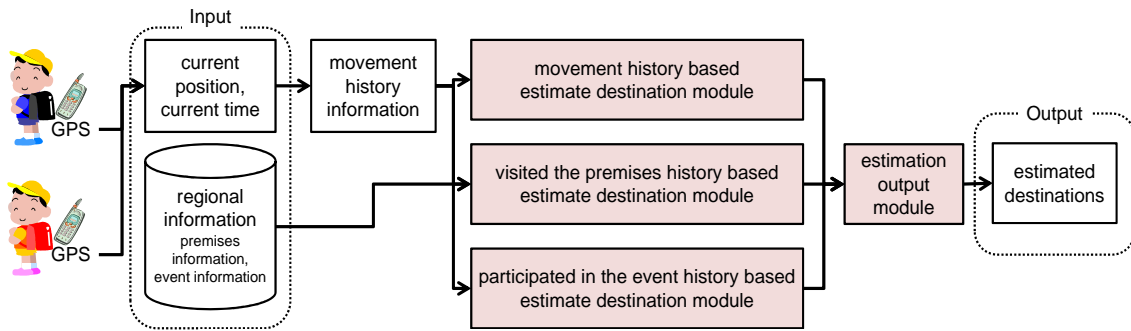 Input
current
position,
current time
GPS
regional
information
premises
information,
event information
GPS
movement
history
information
movement history based
estimate destination module
visited the premises history based
estimate destination module
participated in the event history based
estimate destination module
estimation
output
module
Output
estimated
destinations